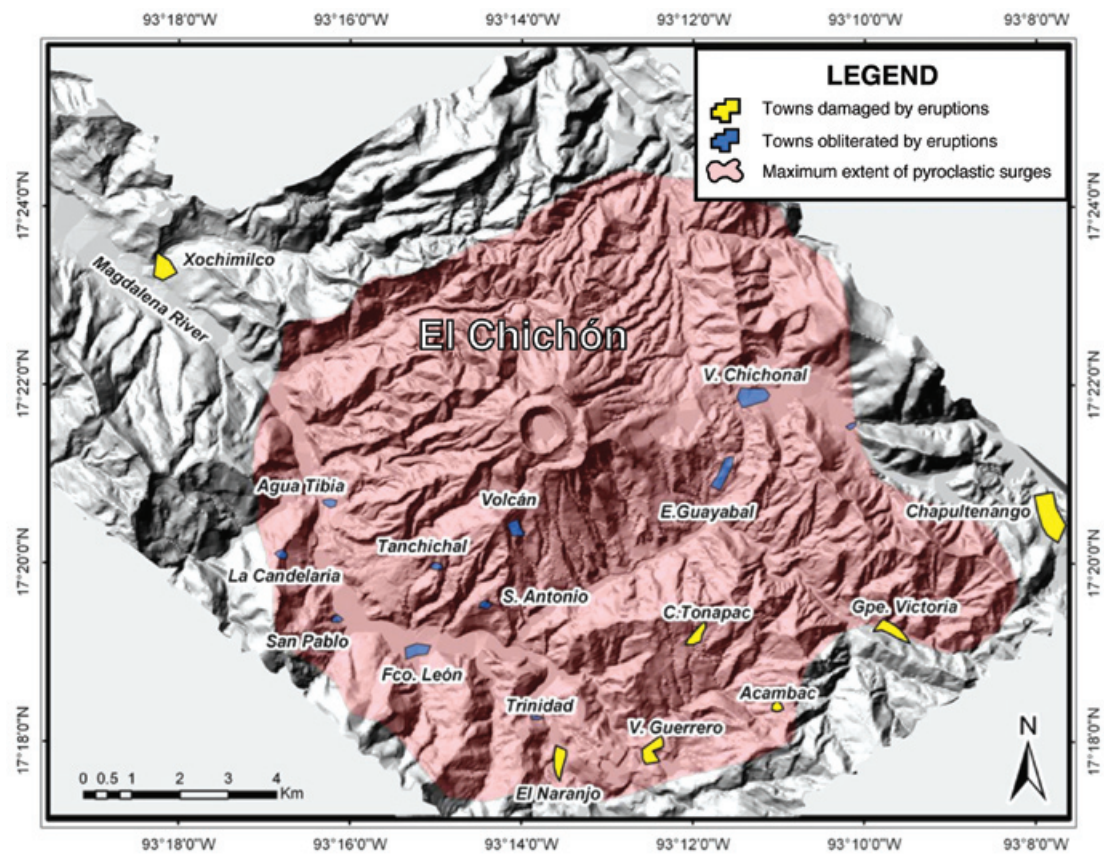 93°18'0"W 93°16'0"W 93°14'0"W 93°12'0"W 93°10'0"W 93°8'0"W
LEGEND
Towns damaged by eruptions
Towns obliterated by eruptions
Maximum extent of pyroclastic surges
17°24'0"N
17°24'0"N
Xochimilco
Magdalena River
El Chichón
17°22'0"N
17°22'0"N
V. Chichonal
Agua Tibia
Volcán
E.Guayabal
Chapultenango
Tanchichal
17°20'0"N
17°20'0"N
La Candelaria
S. Antonio
C.Tonapac
Gpe. Victoria
San Pablo
Fco. León
Acambac
Trinidad
V. Guerrero
17°18'0"N
17°18'0"N
N
El Naranjo
0 0.5 1 2 3 4
Km
93°18'0"W 93°16'0"W 93°14'0"W 93°12'0"W 93°10'0"W 93°8'0"W